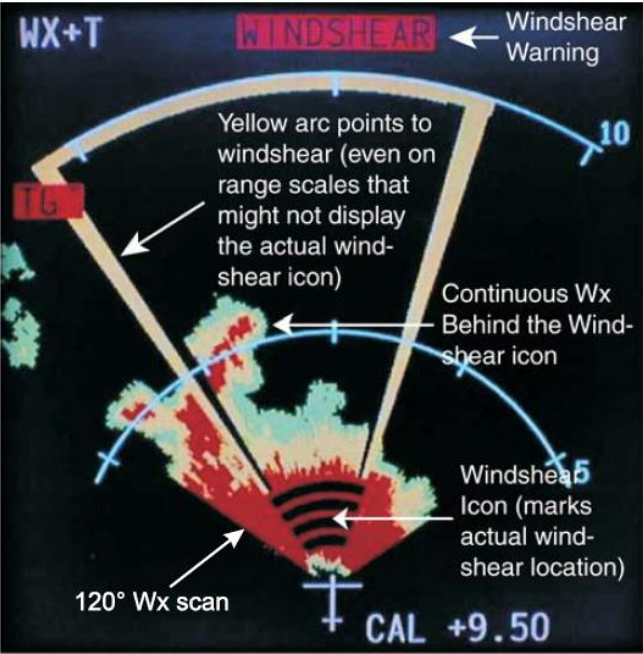 WX+T
WINDSHEAR
Windshear
Warning
10
Yellow arc points to
windshear (even on
range scales that
might not display
the actual wind-
shear icon)
TG
Continuous Wx
Behind the Wind-
shear icon
5
Windshear
Icon (marks
actual wind-
shear location)
120° Wx scan
CAL +9.50